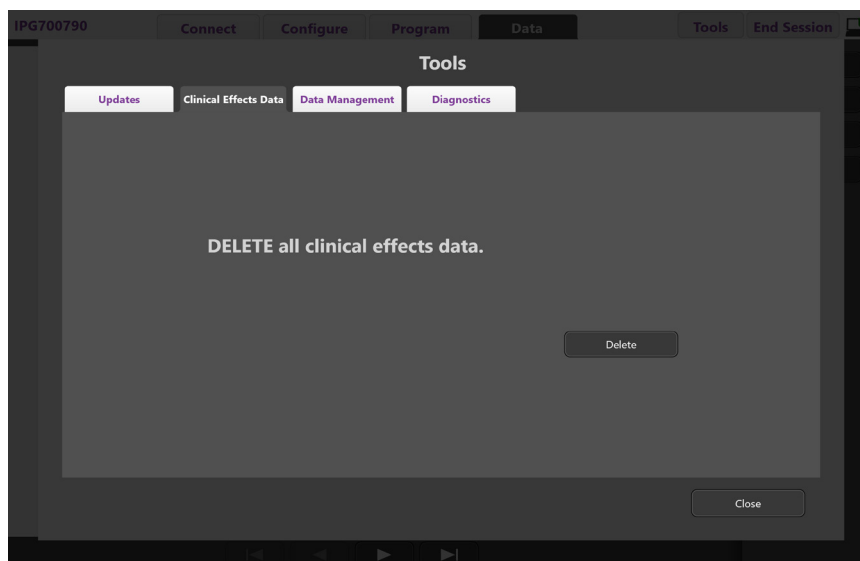 IPG700790 Connect Configure Program Data Tools End Session
Tools
Updates Clinical Effects Data Data Management Diagnostics
DELETE all clinical effects data.
Delete
Close